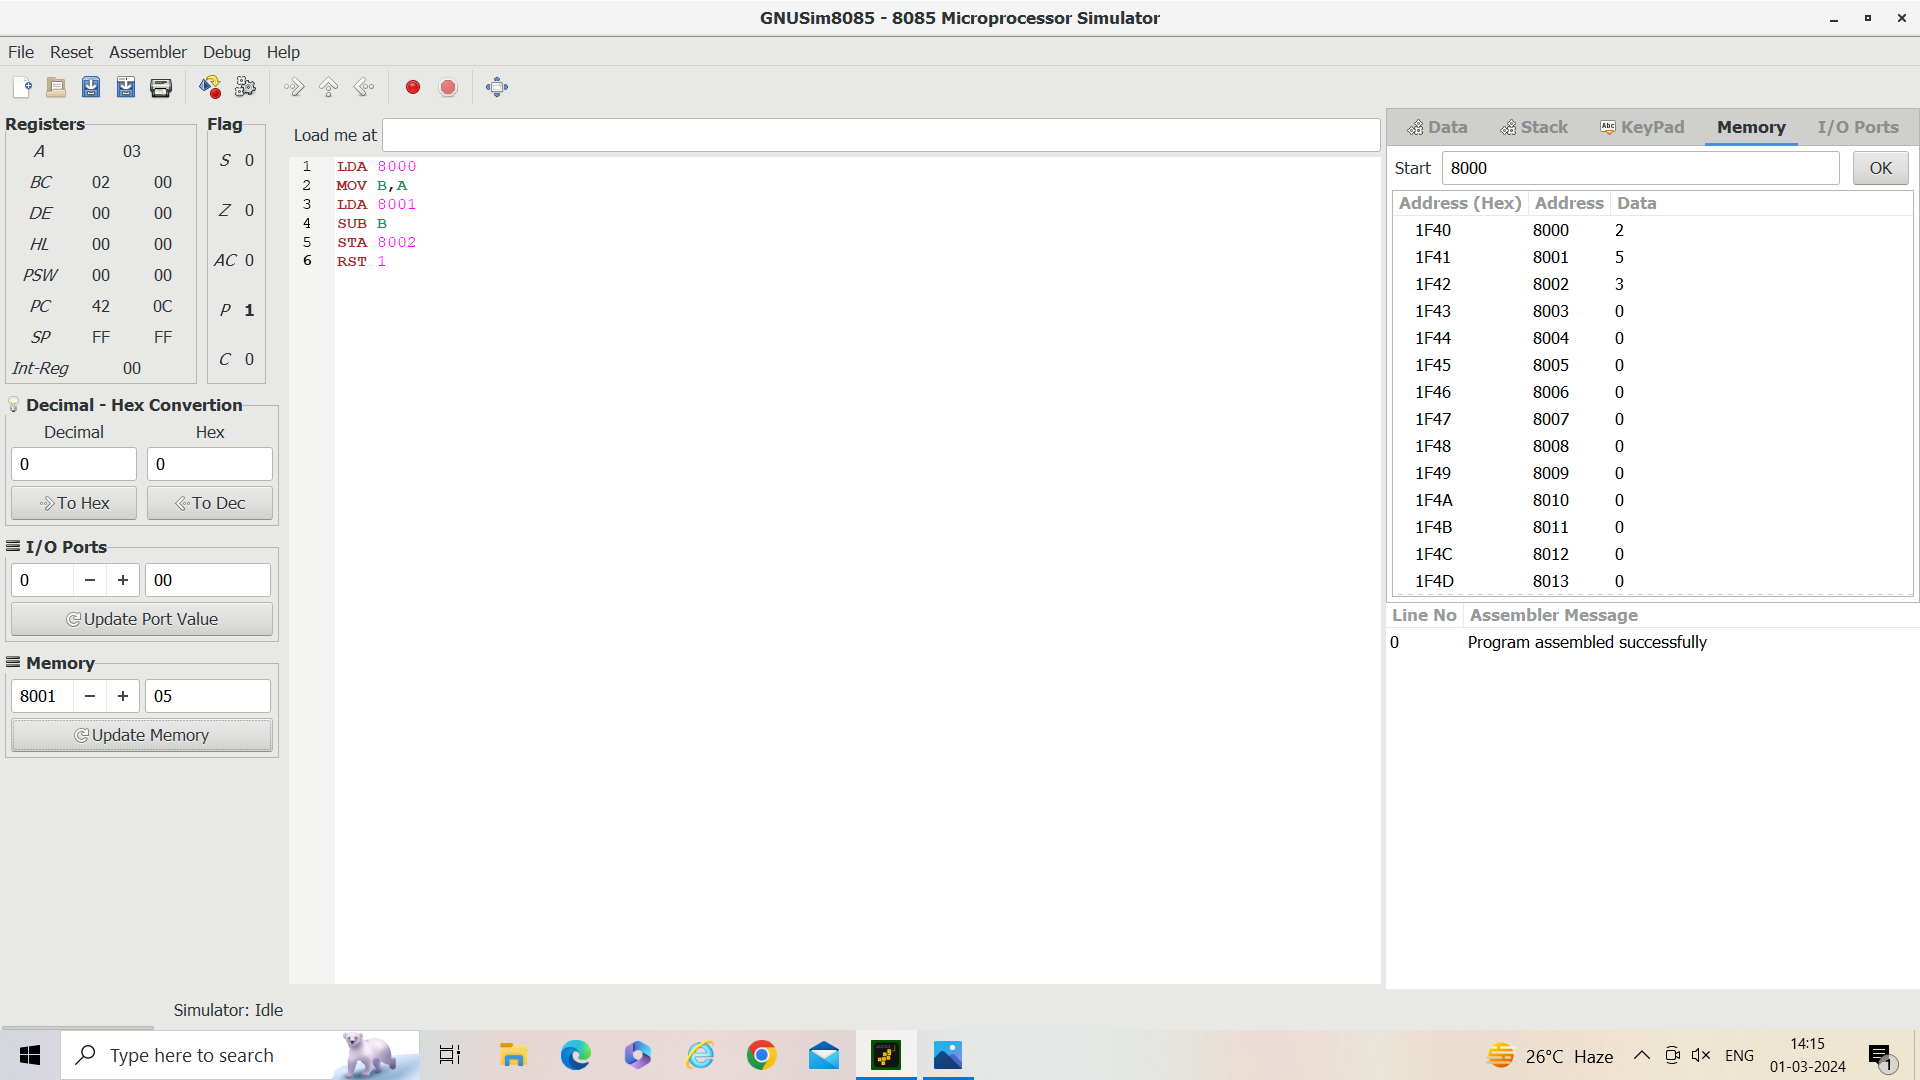 GNUSim8085 - 8085 Microprocessor Simulator
File Reset Assembler Debug Help
Registers
A 03
BC 02 00
DE 00 00
HL 00 00
PSW 00 00
PC 42 0C
SP FF FF
Int-Reg 00
Flag
S 0
Z 0
AC 0
P 1
C 0
Decimal - Hex Convertion
Decimal Hex
0 0
To Hex To Dec
I/O Ports
0 − + 00
Update Port Value
Memory
8001 − + 05
Update Memory
Load me at
1 LDA 8000
2 MOV B,A
3 LDA 8001
4 SUB B
5 STA 8002
6 RST 1
Data Stack Abc KeyPad Memory I/O Ports
Start 8000 OK
Address (Hex) Address Data
1F40 8000 2
1F41 8001 5
1F42 8002 3
1F43 8003 0
1F44 8004 0
1F45 8005 0
1F46 8006 0
1F47 8007 0
1F48 8008 0
1F49 8009 0
1F4A 8010 0
1F4B 8011 0
1F4C 8012 0
1F4D 8013 0
Line No Assembler Message
0 Program assembled successfully
Simulator: Idle
Type here to search
26°C Haze
ENG
14:15
01-03-2024
1